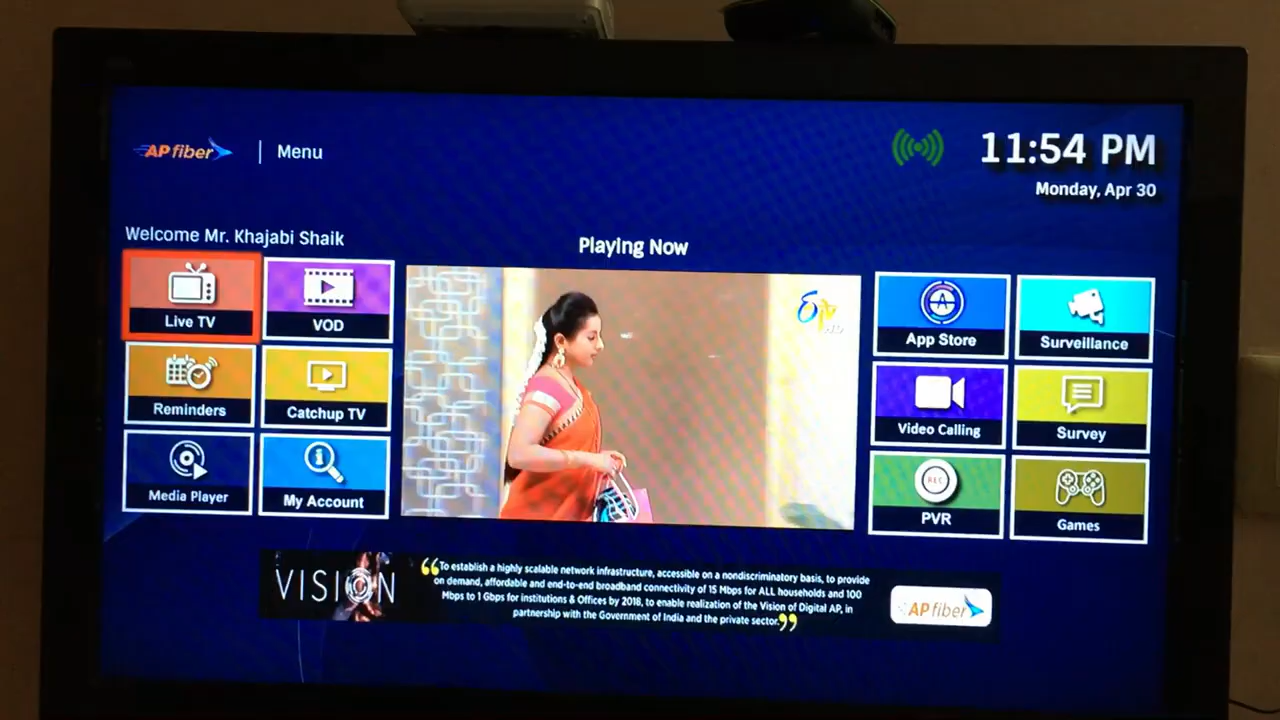 AP fiber
Menu
11:54 PM
Monday, Apr 30
Welcome Mr. Khajabi Shaik
Playing Now
Live TV
VOD
Reminders
Catchup TV
Media Player
My Account
App Store
Surveillance
Video Calling
Survey
REC
PVR
Games
VISION
“To establish a highly scalable network infrastructure, accessible on a nondiscriminatory basis, to provide
on demand, affordable and end-to-end broadband connectivity of 15 Mbps for ALL households and 100
Mbps to 1 Gbps for institutions & Offices by 2018, to enable realization of the Vision of Digital AP, in
partnership with the Government of India and the private sector.”
AP fiber